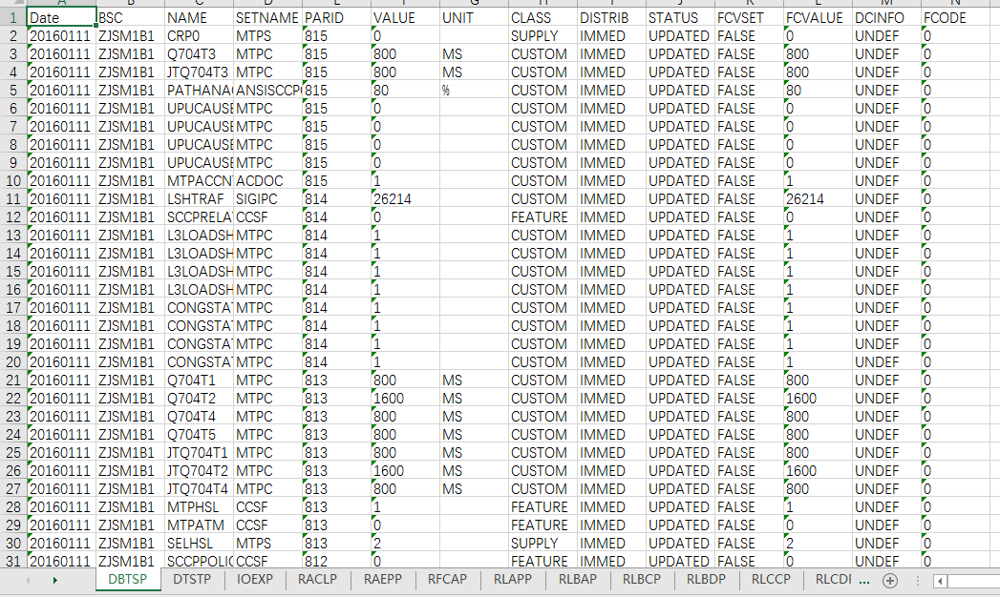 1 Date BSC NAME SETNAME PARID VALUE UNIT CLASS DISTRIB STATUS FCVSET FCVALUE DCINFO FCODE
2 20160111 ZJSM1B1 CRP0 MTPS 815 0 SUPPLY IMMED UPDATED FALSE 0 UNDEF 0
3 20160111 ZJSM1B1 Q704T3 MTPC 815 800 MS CUSTOM IMMED UPDATED FALSE 800 UNDEF 0
4 20160111 ZJSM1B1 JTQ704T3 MTPC 815 800 MS CUSTOM IMMED UPDATED FALSE 800 UNDEF 0
5 20160111 ZJSM1B1 PATHANA ANSISCCP 815 80 % CUSTOM IMMED UPDATED FALSE 80 UNDEF 0
6 20160111 ZJSM1B1 UPUCAUSE MTPC 815 0 CUSTOM IMMED UPDATED FALSE 0 UNDEF 0
7 20160111 ZJSM1B1 UPUCAUSE MTPC 815 0 CUSTOM IMMED UPDATED FALSE 0 UNDEF 0
8 20160111 ZJSM1B1 UPUCAUSE MTPC 815 0 CUSTOM IMMED UPDATED FALSE 0 UNDEF 0
9 20160111 ZJSM1B1 UPUCAUSE MTPC 815 0 CUSTOM IMMED UPDATED FALSE 0 UNDEF 0
10 20160111 ZJSM1B1 MTPACCN ACDOC 815 1 CUSTOM IMMED UPDATED FALSE 1 UNDEF 0
11 20160111 ZJSM1B1 LSHTRAF SIGIPC 814 26214 CUSTOM IMMED UPDATED FALSE 26214 UNDEF 0
12 20160111 ZJSM1B1 SCCPRELA CCSF 814 0 FEATURE IMMED UPDATED FALSE 0 UNDEF 0
13 20160111 ZJSM1B1 L3LOADSH MTPC 814 1 CUSTOM IMMED UPDATED FALSE 1 UNDEF 0
14 20160111 ZJSM1B1 L3LOADSH MTPC 814 1 CUSTOM IMMED UPDATED FALSE 1 UNDEF 0
15 20160111 ZJSM1B1 L3LOADSH MTPC 814 1 CUSTOM IMMED UPDATED FALSE 1 UNDEF 0
16 20160111 ZJSM1B1 L3LOADSH MTPC 814 1 CUSTOM IMMED UPDATED FALSE 1 UNDEF 0
17 20160111 ZJSM1B1 CONGSTA MTPC 814 1 CUSTOM IMMED UPDATED FALSE 1 UNDEF 0
18 20160111 ZJSM1B1 CONGSTA MTPC 814 1 CUSTOM IMMED UPDATED FALSE 1 UNDEF 0
19 20160111 ZJSM1B1 CONGSTA MTPC 814 1 CUSTOM IMMED UPDATED FALSE 1 UNDEF 0
20 20160111 ZJSM1B1 CONGSTA MTPC 814 1 CUSTOM IMMED UPDATED FALSE 1 UNDEF 0
21 20160111 ZJSM1B1 Q704T1 MTPC 813 800 MS CUSTOM IMMED UPDATED FALSE 800 UNDEF 0
22 20160111 ZJSM1B1 Q704T2 MTPC 813 1600 MS CUSTOM IMMED UPDATED FALSE 1600 UNDEF 0
23 20160111 ZJSM1B1 Q704T4 MTPC 813 800 MS CUSTOM IMMED UPDATED FALSE 800 UNDEF 0
24 20160111 ZJSM1B1 Q704T5 MTPC 813 800 MS CUSTOM IMMED UPDATED FALSE 800 UNDEF 0
25 20160111 ZJSM1B1 JTQ704T1 MTPC 813 800 MS CUSTOM IMMED UPDATED FALSE 800 UNDEF 0
26 20160111 ZJSM1B1 JTQ704T2 MTPC 813 1600 MS CUSTOM IMMED UPDATED FALSE 1600 UNDEF 0
27 20160111 ZJSM1B1 JTQ704T4 MTPC 813 800 MS CUSTOM IMMED UPDATED FALSE 800 UNDEF 0
28 20160111 ZJSM1B1 MTPHSL CCSF 813 1 FEATURE IMMED UPDATED FALSE 1 UNDEF 0
29 20160111 ZJSM1B1 MTPATM CCSF 813 0 FEATURE IMMED UPDATED FALSE 0 UNDEF 0
30 20160111 ZJSM1B1 SELHSL MTPS 813 2 SUPPLY IMMED UPDATED FALSE 2 UNDEF 0
31 20160111 ZJSM1B1 SCCPPOLI CCSF 812 0 FEATURE IMMED UPDATED FALSE 0 UNDEF 0
DBTSP DTSTP IOEXP RACLP RAEPP RFCAP RLAPP RLBAP RLBCP RLBDP RLCCP RLCDI ...